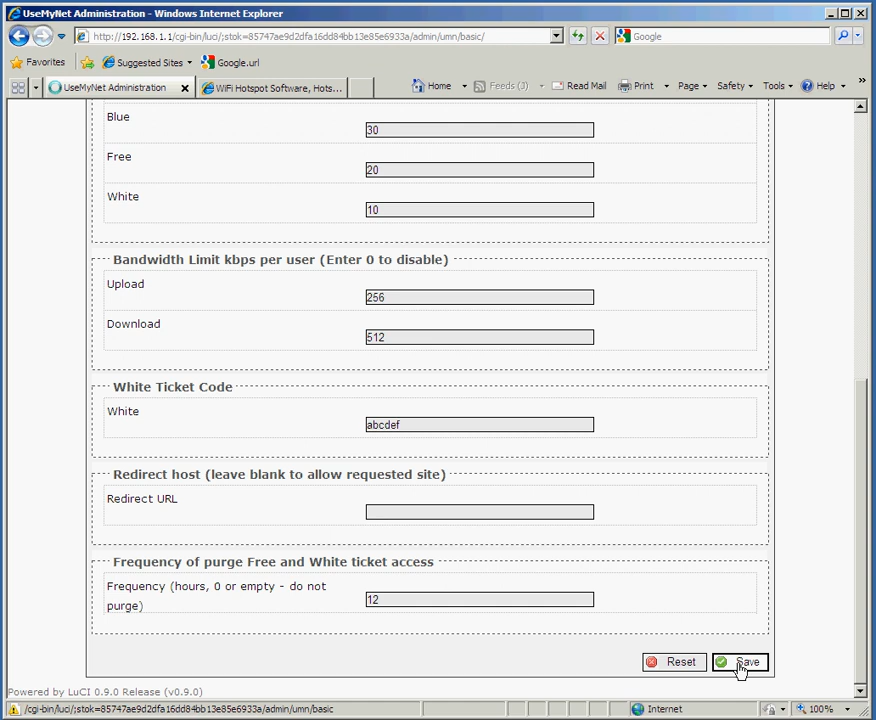 UseMyNet Administration - Windows Internet Explorer
http://192.168.1.1/cgi-bin/luci/;stok=85747ae9d2dfa16dd84bb13e85e6933a/admin/umn/basic/
Google
Favorites
Suggested Sites
Google.url
UseMyNet Administration
WiFi Hotspot Software, Hots...
Home
Feeds (J)
Read Mail
Print
Page
Safety
Tools
Help
Blue
30
Free
20
White
10
Bandwidth Limit kbps per user (Enter 0 to disable)
Upload
256
Download
512
White Ticket Code
White
abcdef
Redirect host (leave blank to allow requested site)
Redirect URL
Frequency of purge Free and White ticket access
Frequency (hours, 0 or empty - do not
purge)
12
Reset
Save
Powered by LuCI 0.9.0 Release (v0.9.0)
/cgi-bin/luci/;stok=85747ae9d2dfa16dd84bb13e85e6933a/admin/umn/basic
Internet
100%